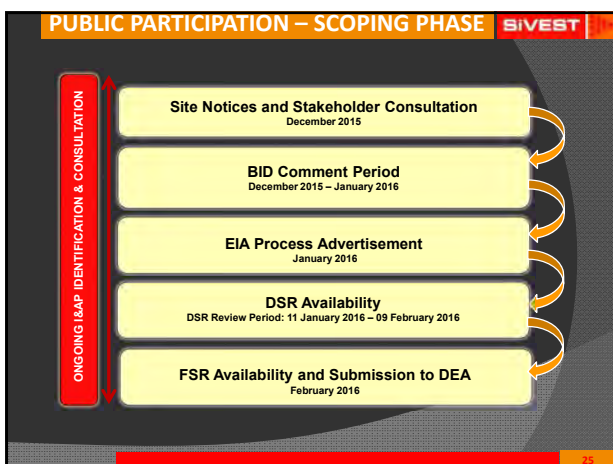 PUBLIC PARTICIPATION – SCOPING PHASE
SiVEST
ONGOING I&AP IDENTIFICATION & CONSULTATION
Site Notices and Stakeholder Consultation
December 2015
BID Comment Period
December 2015 – January 2016
EIA Process Advertisement
January 2016
DSR Availability
DSR Review Period: 11 January 2016 – 09 February 2016
FSR Availability and Submission to DEA
February 2016
25